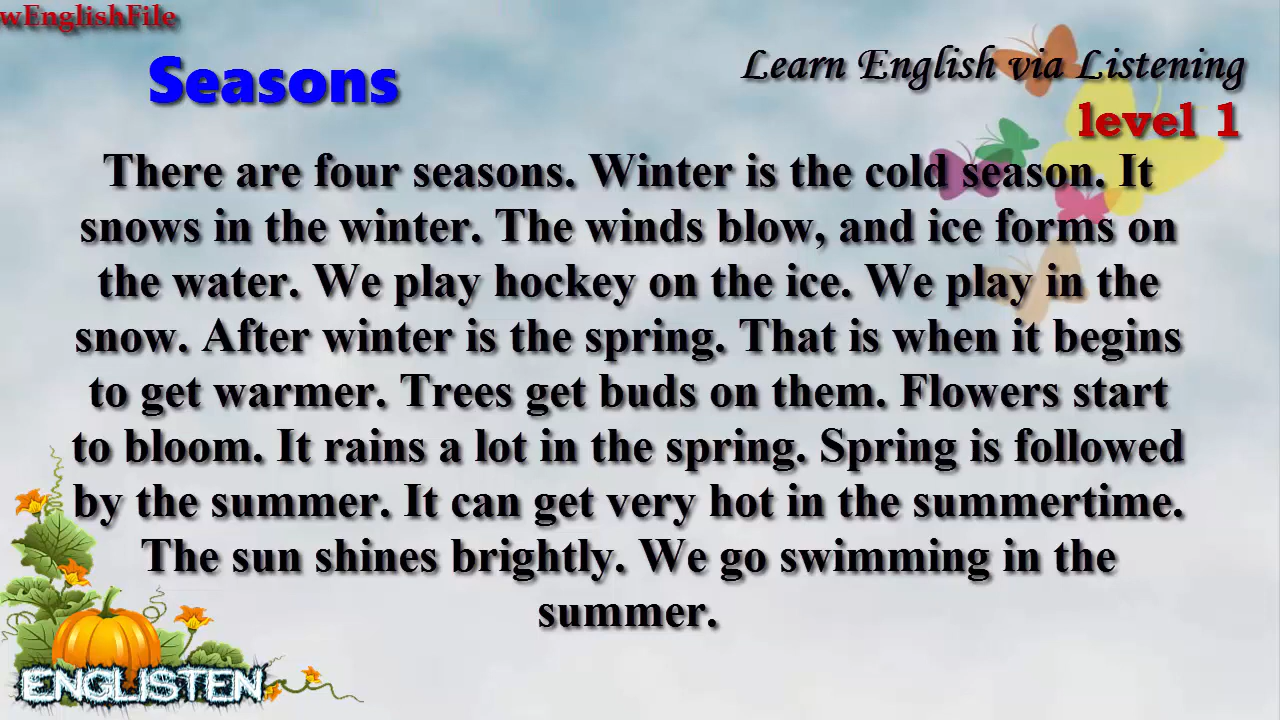 wEnglishFile
Seasons
Learn English via Listening
level 1
There are four seasons. Winter is the cold season. It
snows in the winter. The winds blow, and ice forms on
the water. We play hockey on the ice. We play in the
snow. After winter is the spring. That is when it begins
to get warmer. Trees get buds on them. Flowers start
to bloom. It rains a lot in the spring. Spring is followed
by the summer. It can get very hot in the summertime.
The sun shines brightly. We go swimming in the
summer.
ENGLISTEN